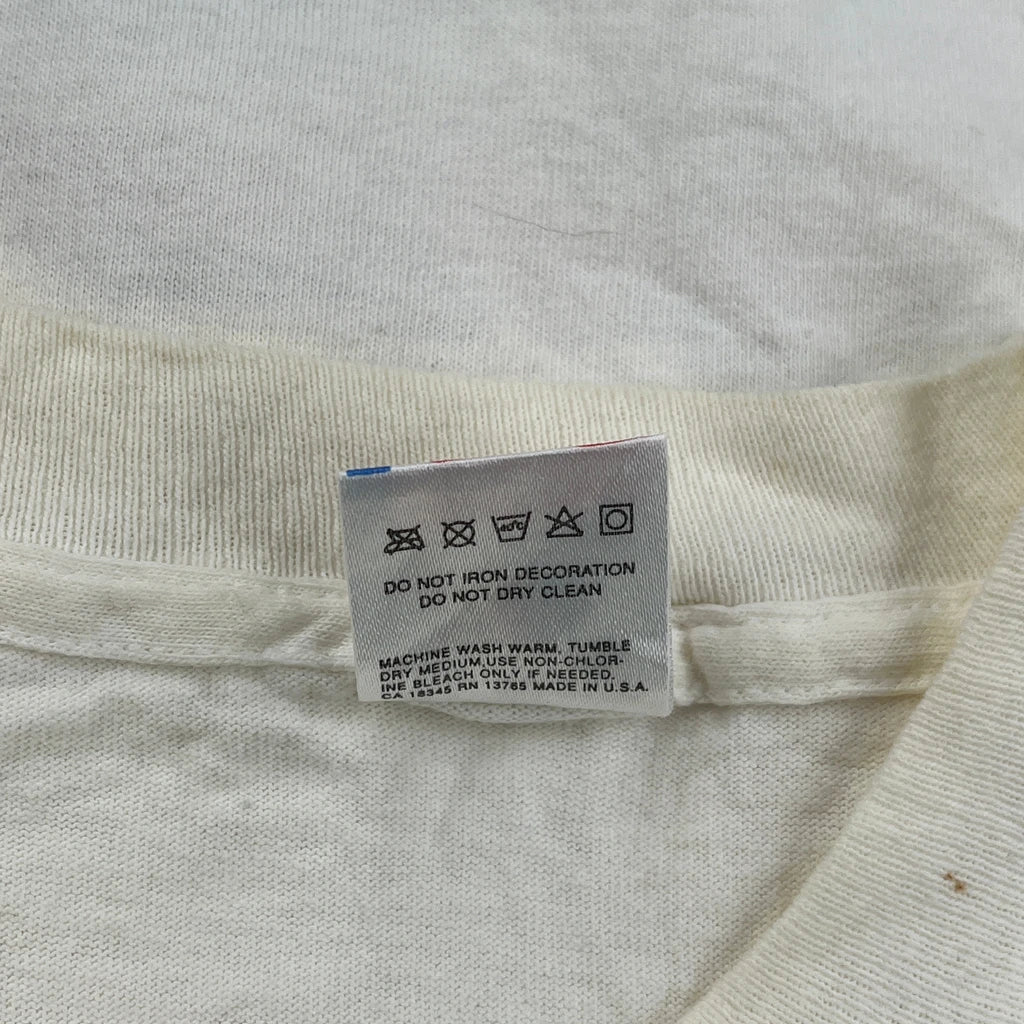 40°C
DO NOT IRON DECORATION
DO NOT DRY CLEAN
MACHINE WASH WARM, TUMBLE
DRY MEDIUM,USE NON-CHLOR-
INE BLEACH ONLY IF NEEDED.
CA 18345 RN 13765 MADE IN U.S.A.